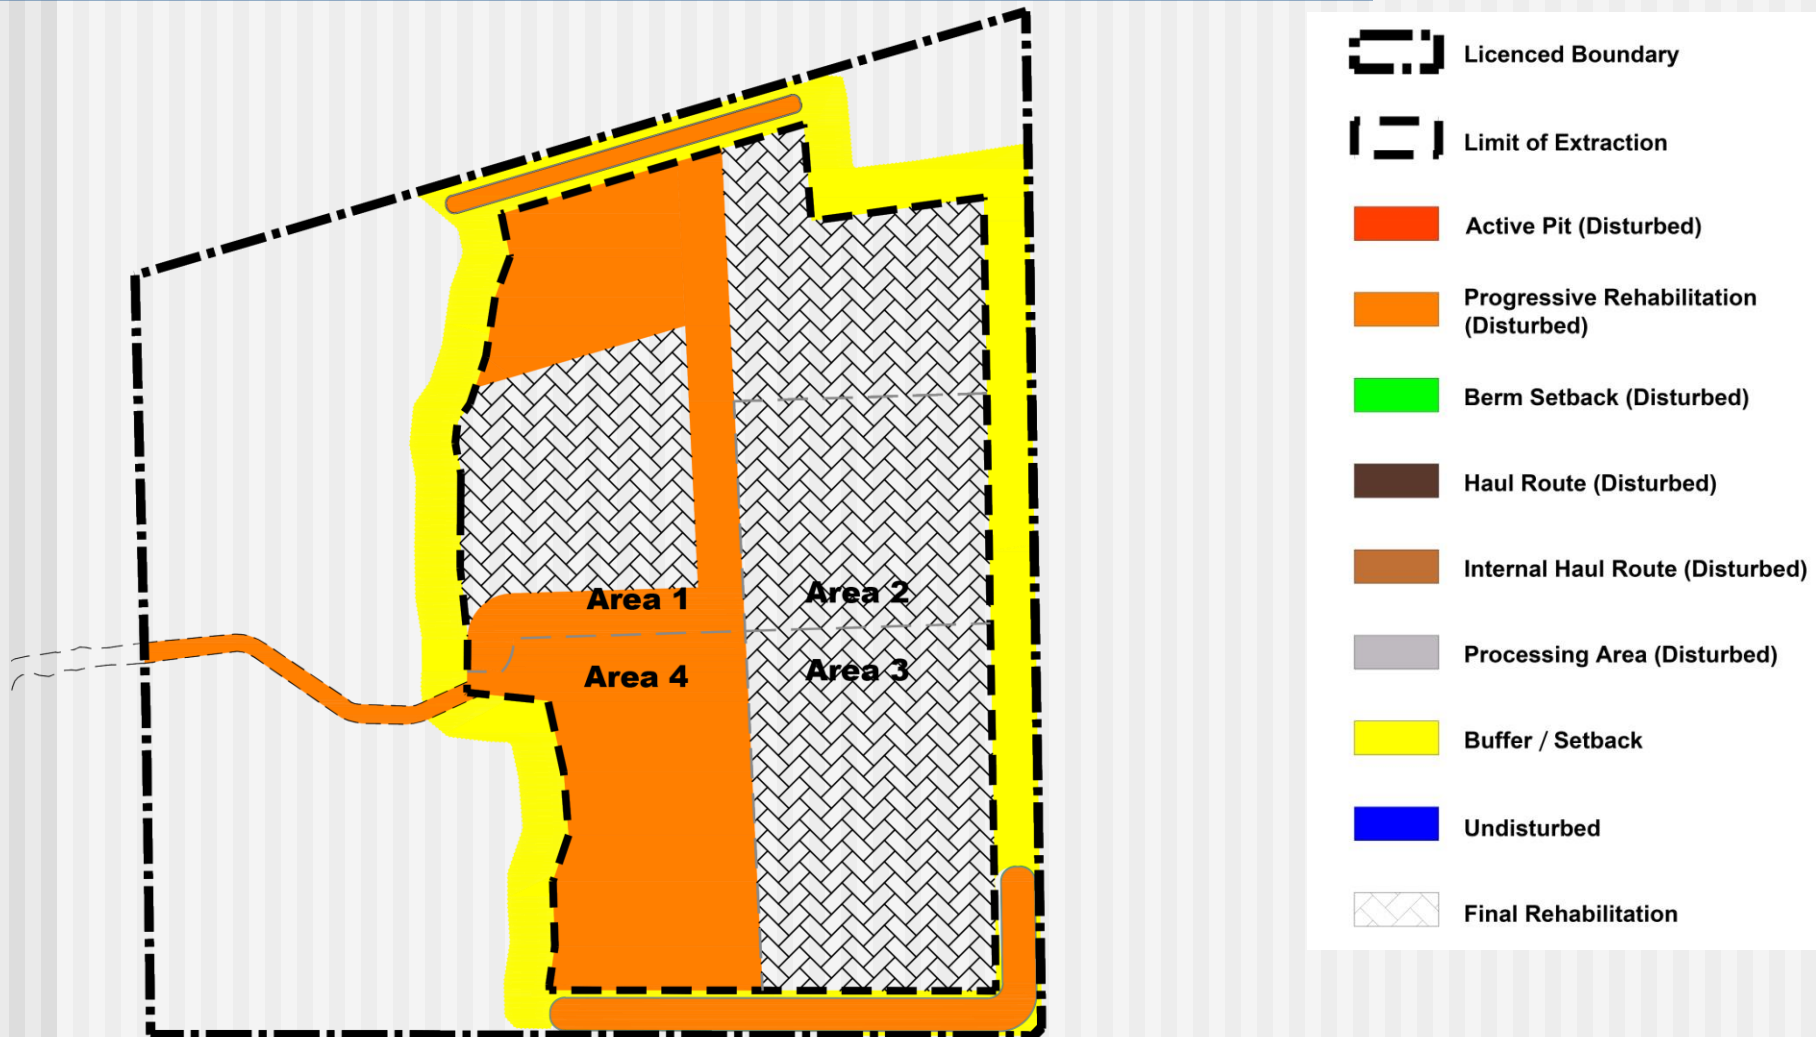 Area 1
Area 2
Area 4
Area 3
Licenced Boundary
Limit of Extraction
Active Pit (Disturbed)
Progressive Rehabilitation
(Disturbed)
Berm Setback (Disturbed)
Haul Route (Disturbed)
Internal Haul Route (Disturbed)
Processing Area (Disturbed)
Buffer / Setback
Undisturbed
Final Rehabilitation